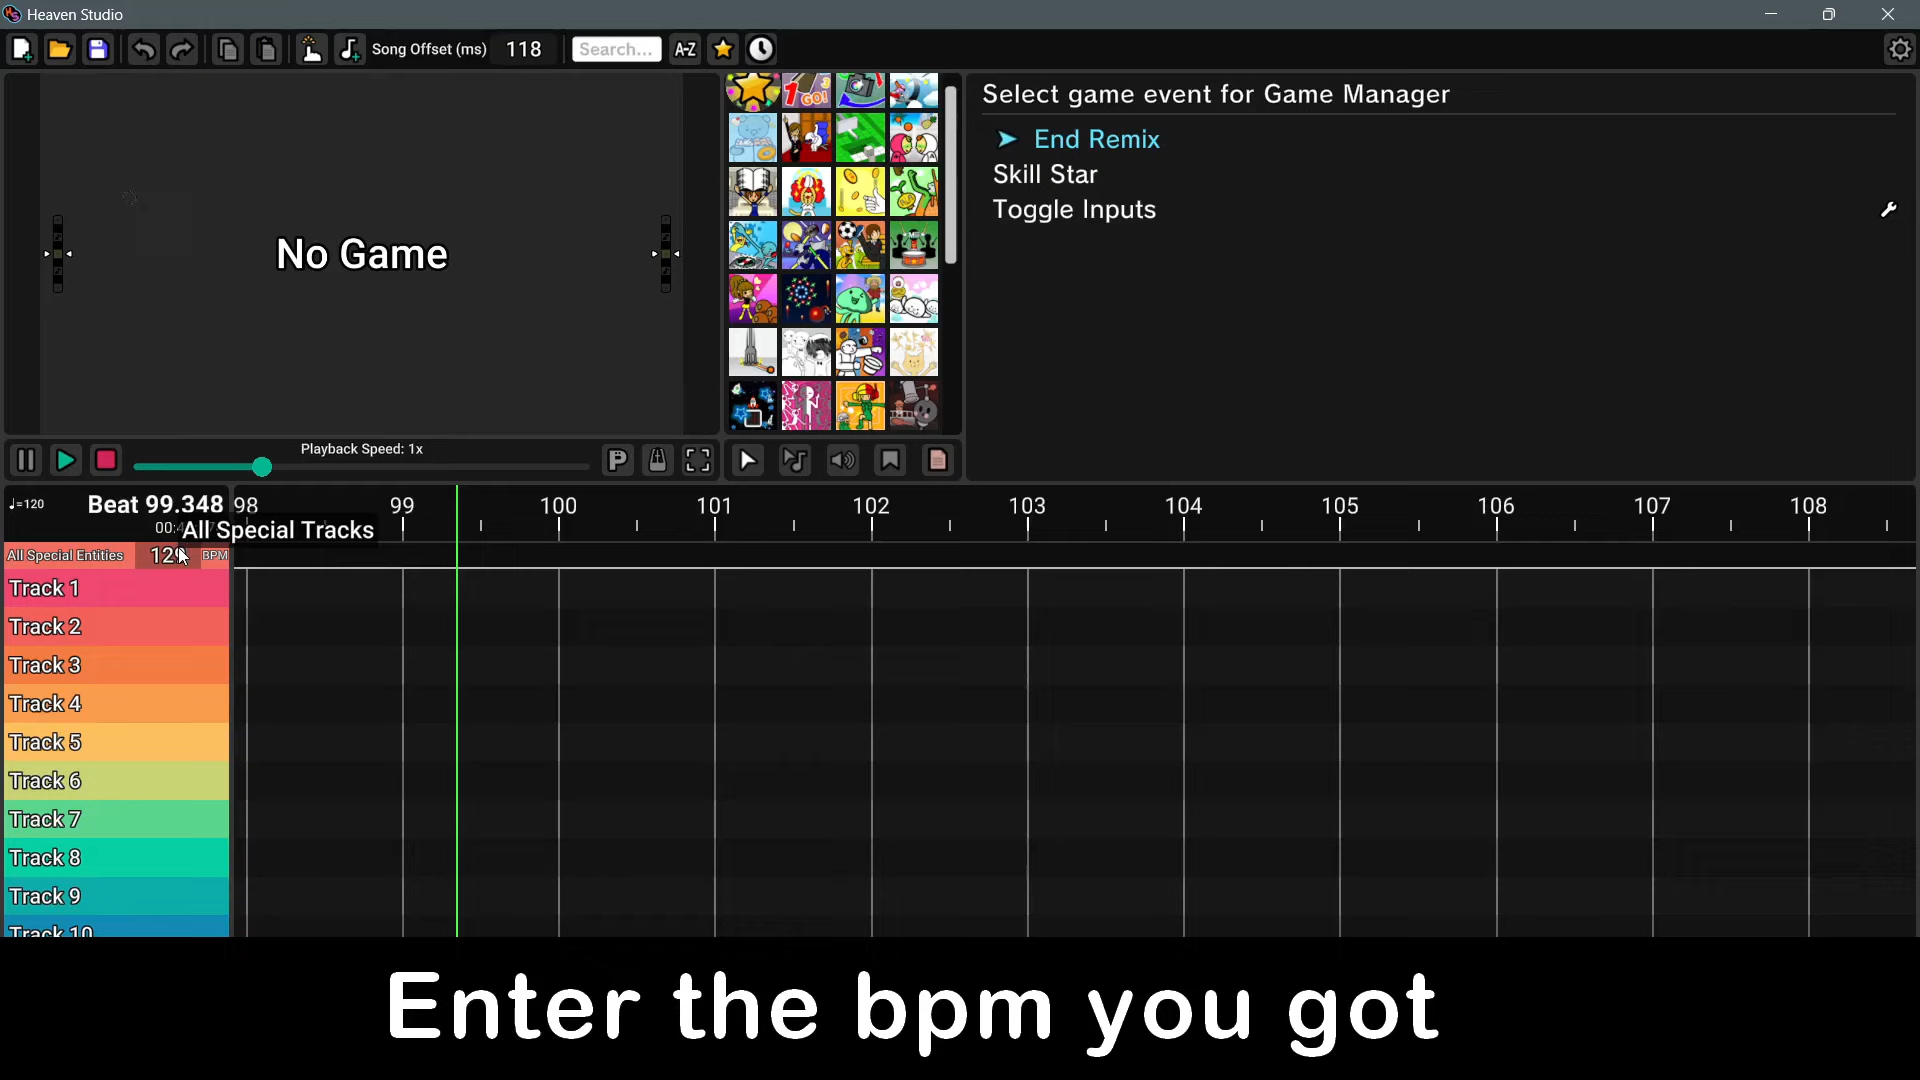 Heaven Studio
Song Offset (ms) 118 Search... A-Z
1 GO!
Select game event for Game Manager
End Remix
Skill Star
Toggle Inputs
No Game
Playback Speed: 1x
P
♩=120 Beat 99.348
98 99 100 101 102 103 104 105 106 107 108
All Special Tracks
All Special Entities BPM
Track 1
Track 2
Track 3
Track 4
Track 5
Track 6
Track 7
Track 8
Track 9
Track 10
Enter the bpm you got